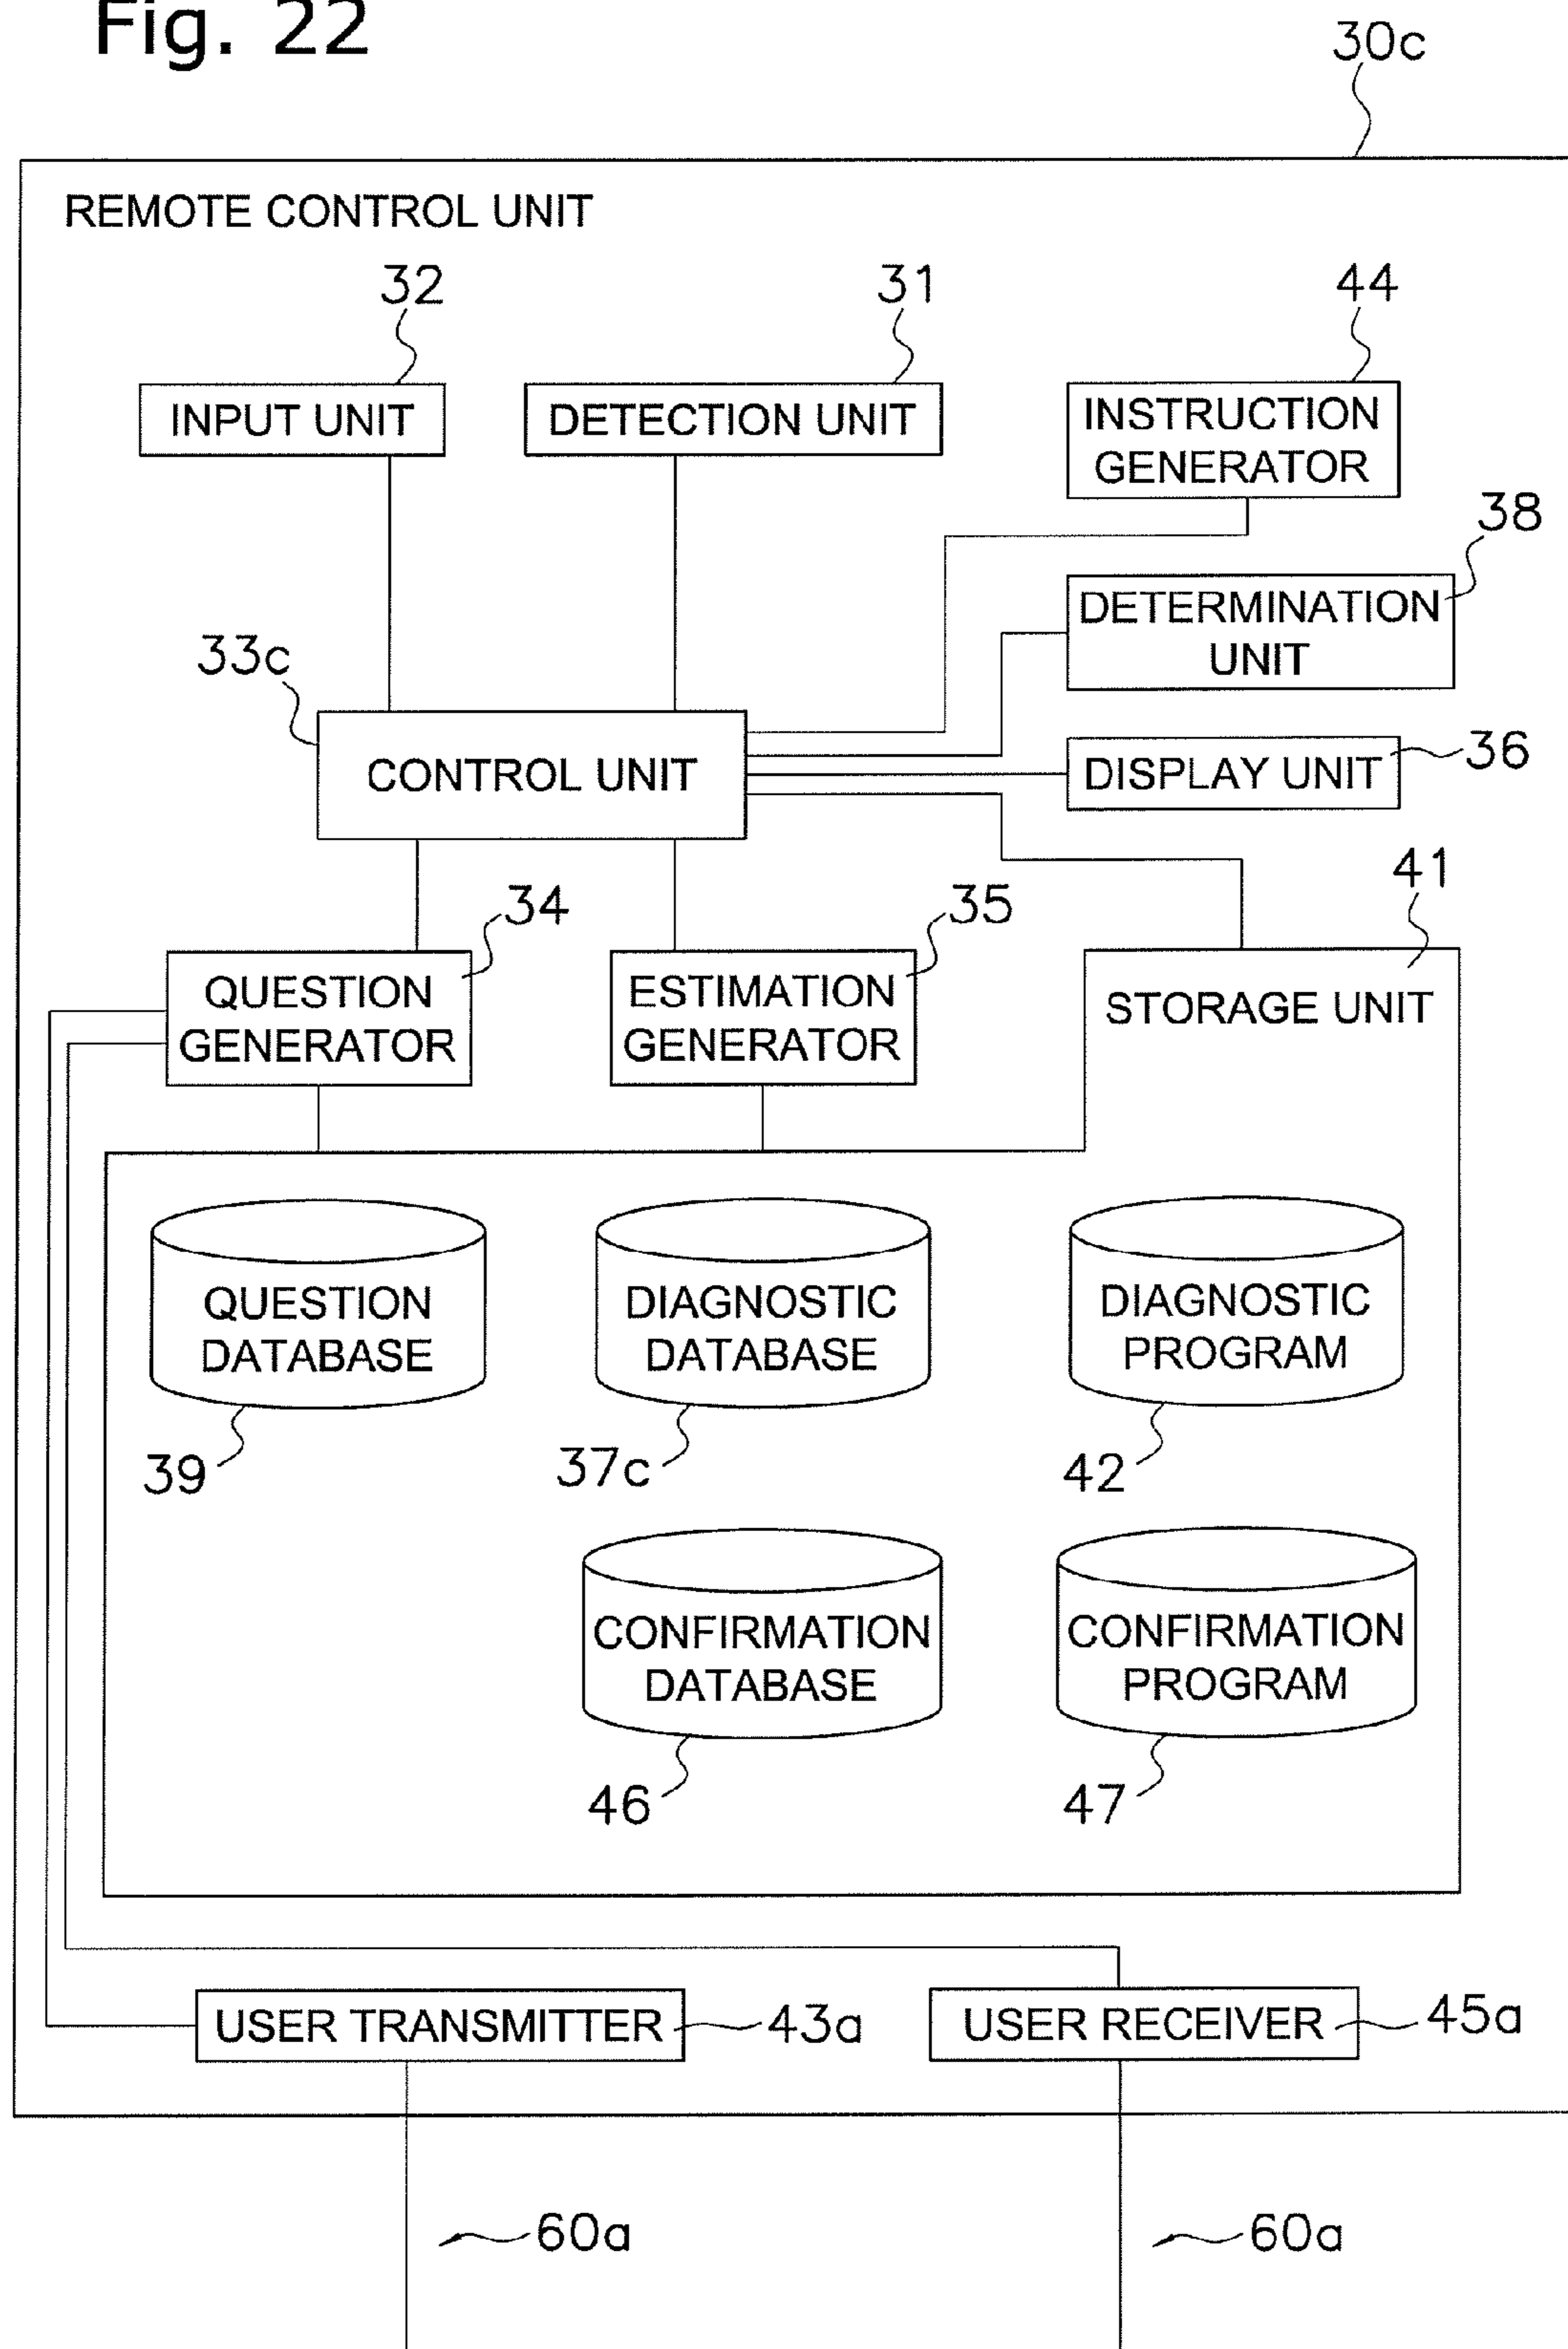 Fig. 22
30c
REMOTE CONTROL UNIT
32
31
44
INPUT UNIT
DETECTION UNIT
INSTRUCTION
GENERATOR
38
DETERMINATION
UNIT
33c
CONTROL UNIT
DISPLAY UNIT
36
41
34
35
QUESTION
GENERATOR
ESTIMATION
GENERATOR
STORAGE UNIT
QUESTION
DATABASE
DIAGNOSTIC
DATABASE
DIAGNOSTIC
PROGRAM
39
37c
42
CONFIRMATION
DATABASE
CONFIRMATION
PROGRAM
46
47
USER TRANSMITTER
43a
USER RECEIVER
45a
60a
60a